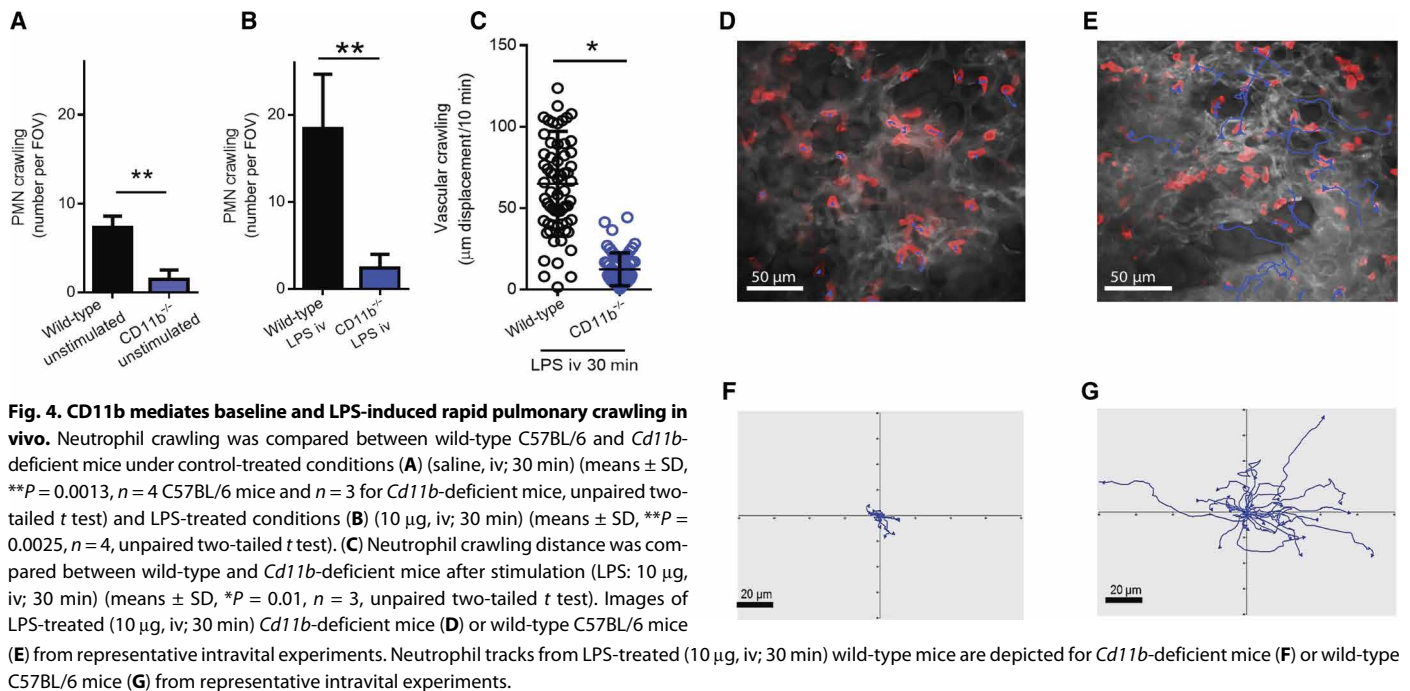 A
PMN crawling
(number per FOV)
20
10
0
**
Wild-type
unstimulated
CD11b-/-
unstimulated
B
PMN crawling
(number per FOV)
20
10
0
**
Wild-type
LPS iv
CD11b-/-
LPS iv
C
Vascular crawling
(μm displacement/10 min)
150
100
50
0
*
Wild-type
CD11b-/-
LPS iv 30 min
D
50 μm
E
50 μm
F
20 μm
G
20 μm
Fig. 4. CD11b mediates baseline and LPS-induced rapid pulmonary crawling in
vivo. Neutrophil crawling was compared between wild-type C57BL/6 and Cd11b-
deficient mice under control-treated conditions (A) (saline, iv; 30 min) (means ± SD,
**P = 0.0013, n = 4 C57BL/6 mice and n = 3 for Cd11b-deficient mice, unpaired two-
tailed t test) and LPS-treated conditions (B) (10 μg, iv; 30 min) (means ± SD, **P =
0.0025, n = 4, unpaired two-tailed t test). (C) Neutrophil crawling distance was com-
pared between wild-type and Cd11b-deficient mice after stimulation (LPS: 10 μg,
iv; 30 min) (means ± SD, *P = 0.01, n = 3, unpaired two-tailed t test). Images of
LPS-treated (10 μg, iv; 30 min) Cd11b-deficient mice (D) or wild-type C57BL/6 mice
(E) from representative intravital experiments. Neutrophil tracks from LPS-treated (10 μg, iv; 30 min) wild-type mice are depicted for Cd11b-deficient mice (F) or wild-type
C57BL/6 mice (G) from representative intravital experiments.